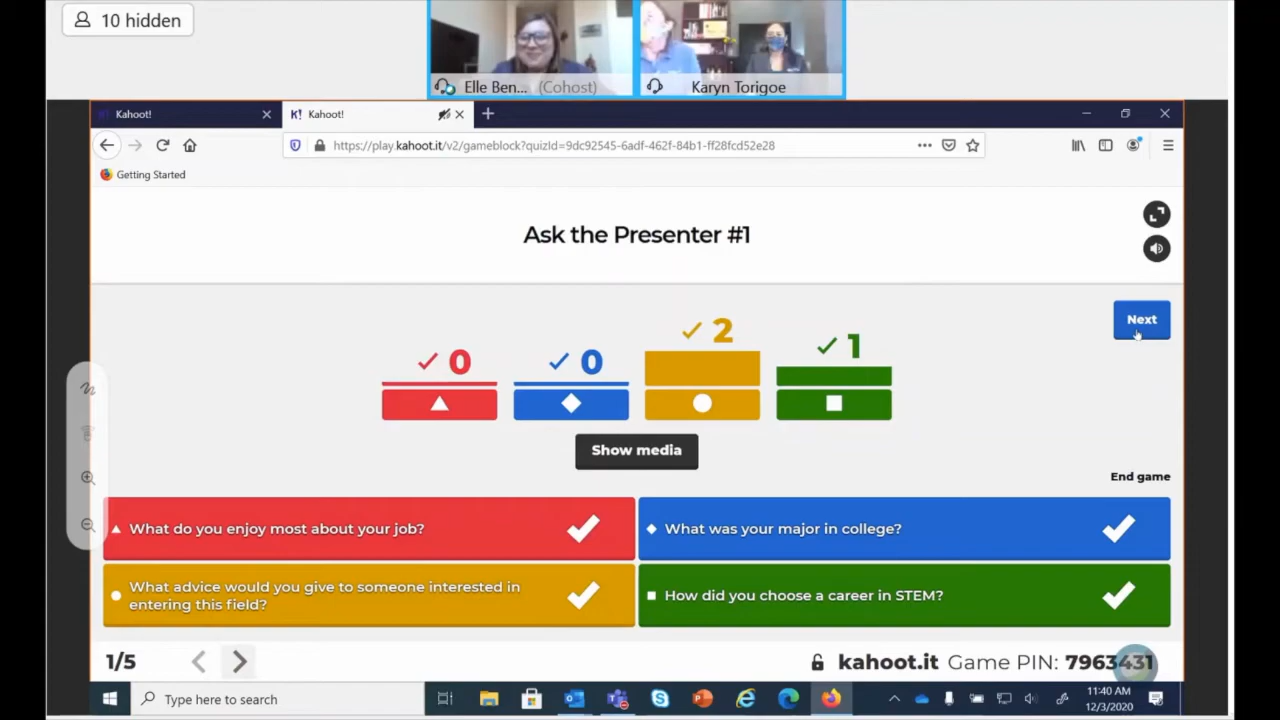 10 hidden
Elle Ben... (Cohost)
Karyn Torigoe
Kahoot!
K! Kahoot!
https://play.kahoot.it/v2/gameblock?quizId=9dc92545-6adf-462f-84b1-ff28fcd52e28
Getting Started
Ask the Presenter #1
Next
0
0
2
1
Show media
End game
What do you enjoy most about your job?
What was your major in college?
What advice would you give to someone interested in
entering this field?
How did you choose a career in STEM?
1/5
kahoot.it Game PIN: 7963431
Type here to search
11:40 AM
12/3/2020